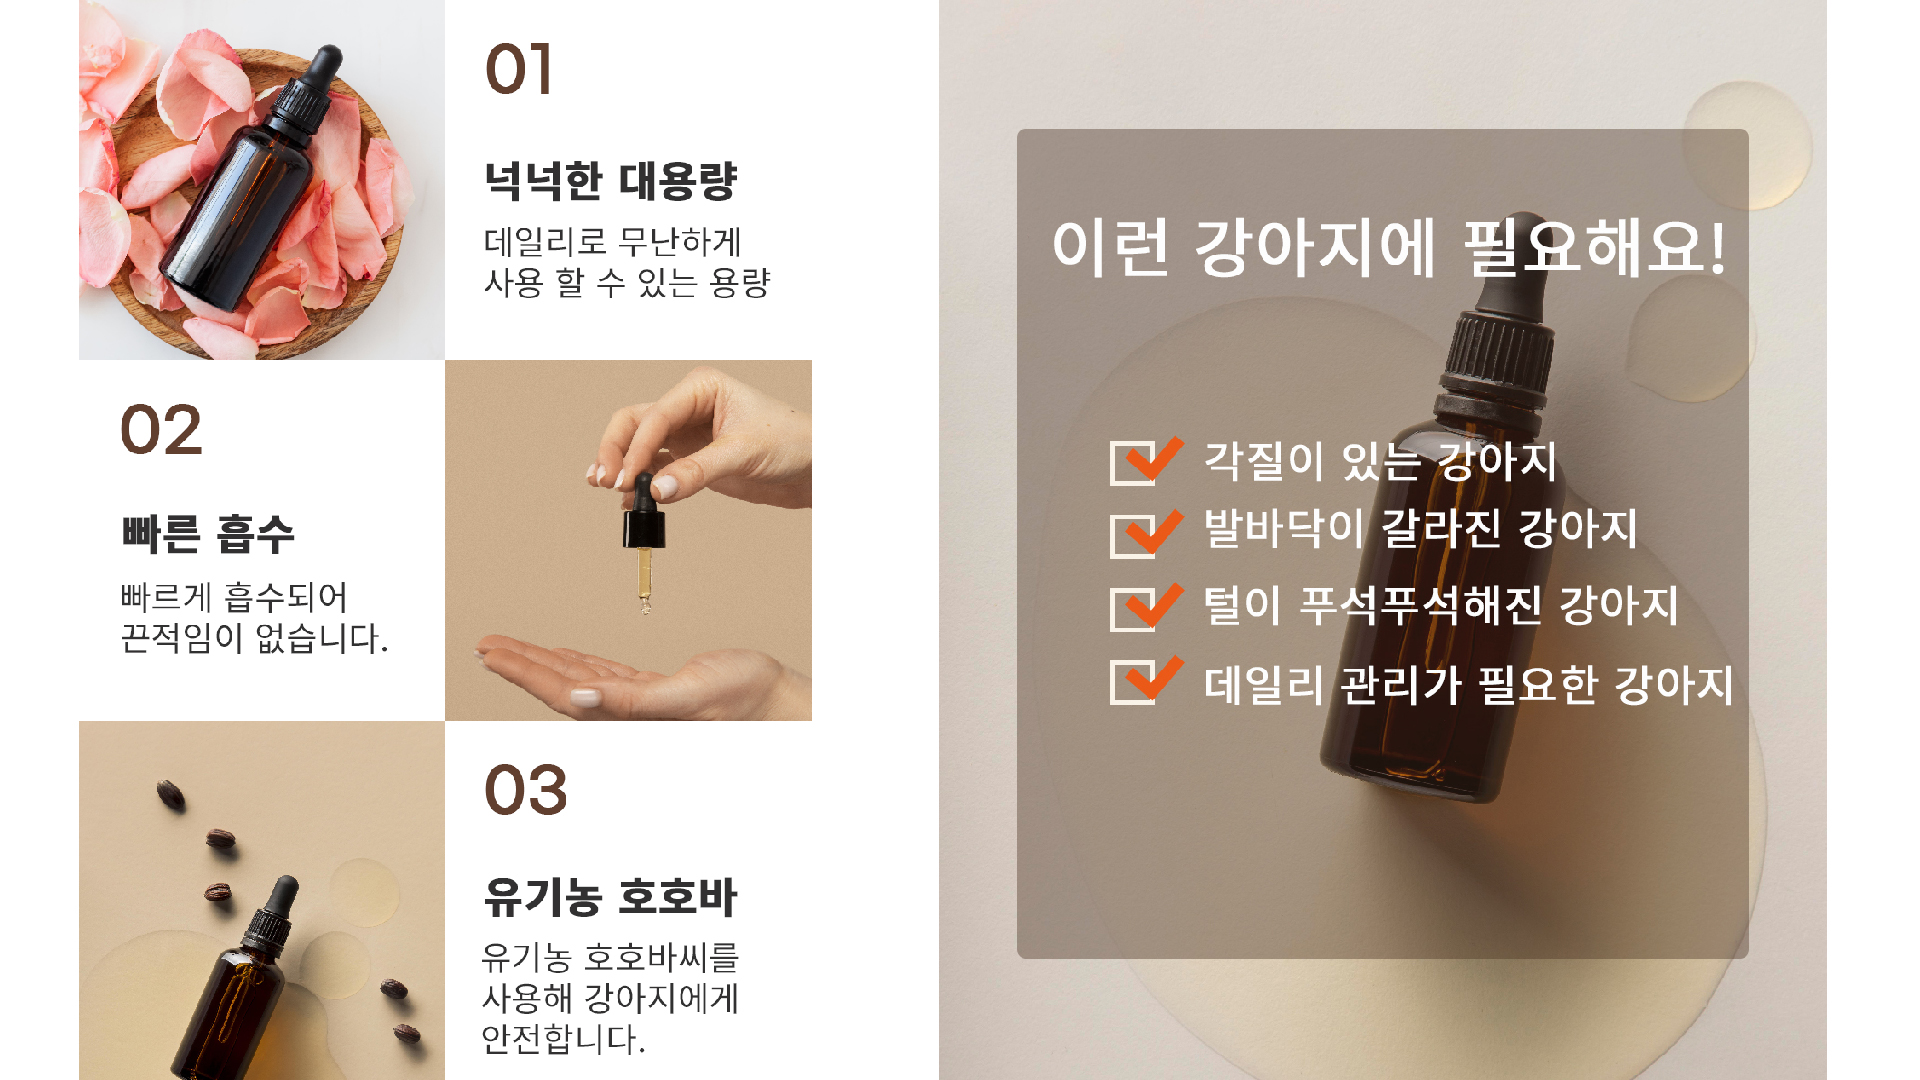 01
넉넉한 대용량
데일리로 무난하게
사용 할 수 있는 용량
02
빠른 흡수
빠르게 흡수되어
끈적임이 없습니다.
03
유기농 호호바
유기농 호호바씨를
사용해 강아지에게
안전합니다.
이런 강아지에 필요해요!
각질이 있는 강아지
발바닥이 갈라진 강아지
털이 푸석푸석해진 강아지
데일리 관리가 필요한 강아지